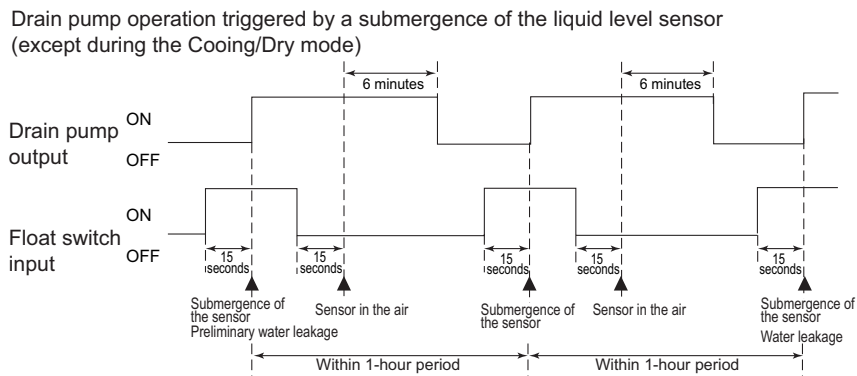 Drain pump operation triggered by a submergence of the liquid level sensor
(except during the Cooing/Dry mode)
6 minutes
6 minutes
Drain pump
output
ON
OFF
Float switch
input
ON
OFF
15
seconds
15
seconds
15
seconds
15
seconds
15
seconds
Submergence of
the sensor
Preliminary water leakage
Sensor in the air
Submergence of
the sensor
Sensor in the air
Submergence of
the sensor
Water leakage
Within 1-hour period
Within 1-hour period